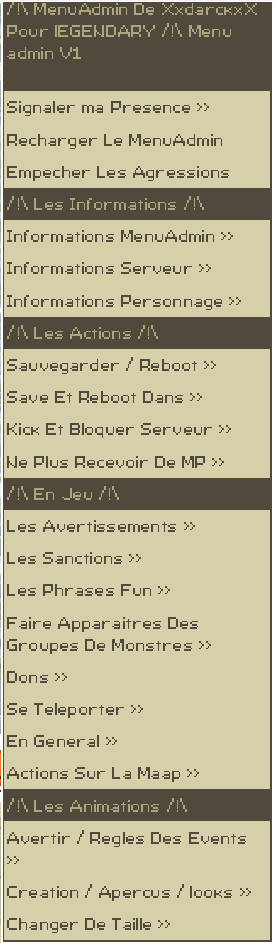 /!\ MenuAdmin De XxdarckxX
Pour lEGENDARY /!\ Menu
admin V1
Signaler ma Presence >>
Recharger Le MenuAdmin
Empecher Les Agressions
/!\ Les Informations /!\
Informations MenuAdmin >>
Informations Serveur >>
Informations Personnage >>
/!\ Les Actions /!\
Sauvegarder / Reboot >>
Save Et Reboot Dans >>
Kick Et Bloquer Serveur >>
Ne Plus Recevoir De MP >>
/!\ En Jeu /!\
Les Avertissements >>
Les Sanctions >>
Les Phrases Fun >>
Faire Apparaitres Des
Groupes De Monstres >>
Dons >>
Se Teleporter >>
En General >>
Actions Sur La Maap >>
/!\ Les Animations /!\
Avertir / Regles Des Events
>>
Creation / Apercus / looks >>
Changer De Taille >>